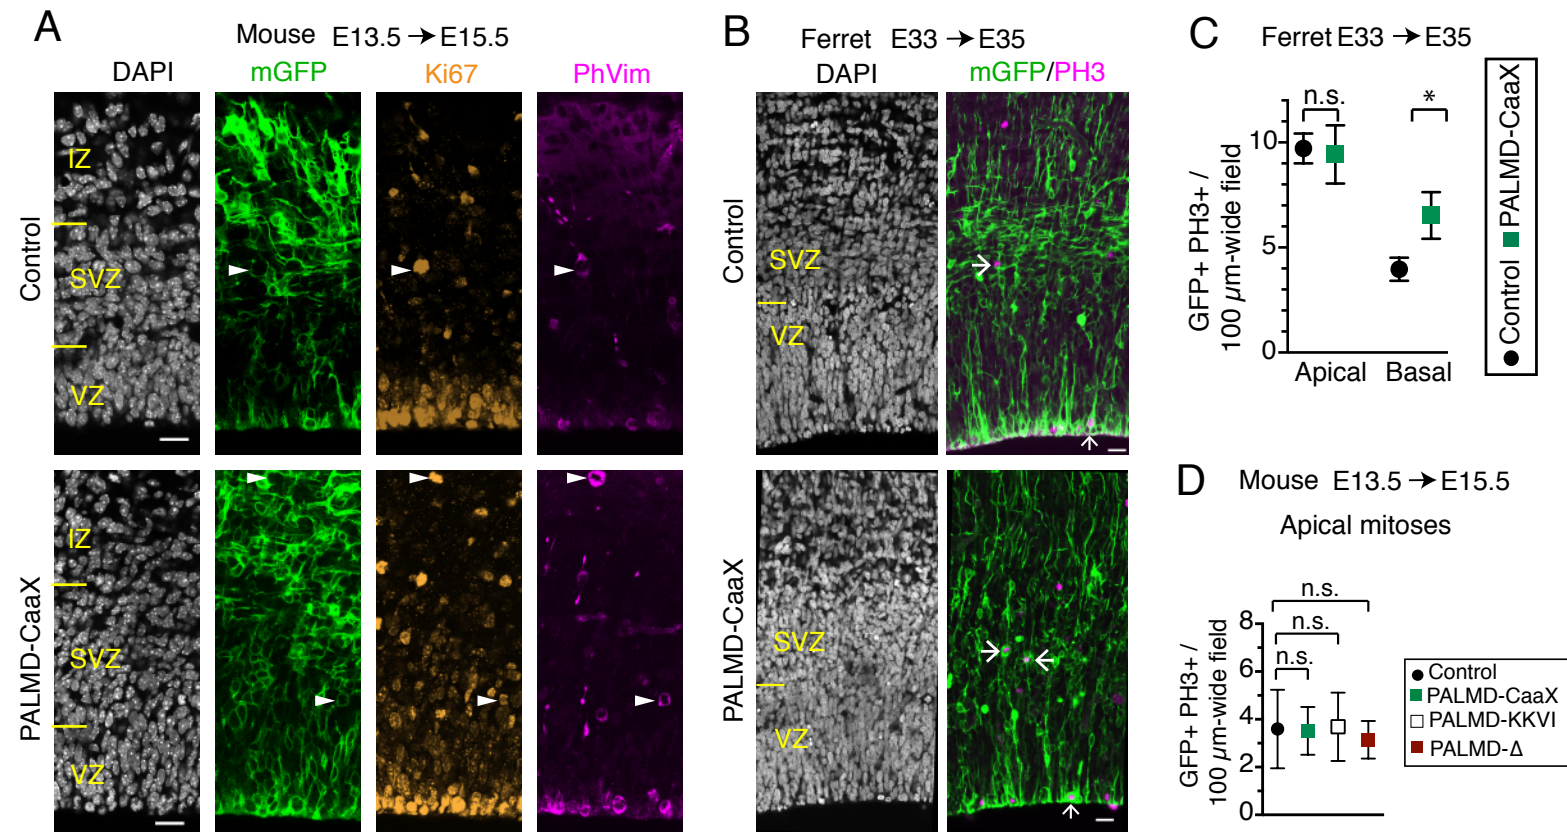 A
Mouse E13.5 → E15.5
DAPI
mGFP
Ki67
PhVim
Control
IZ
SVZ
VZ
PALMD-CaaX
IZ
SVZ
VZ
B
Ferret E33 → E35
DAPI
mGFP/PH3
Control
SVZ
VZ
PALMD-CaaX
SVZ
VZ
C
Ferret E33 → E35
GFP+ PH3+ /
100 µm-wide field
10
5
0
n.s.
*
Apical
Basal
Control
PALMD-CaaX
D
Mouse E13.5 → E15.5
Apical mitoses
GFP+ PH3+ /
100 µm-wide field
8
6
4
2
0
n.s.
n.s.
n.s.
Control
PALMD-CaaX
PALMD-KKVI
PALMD-Δ